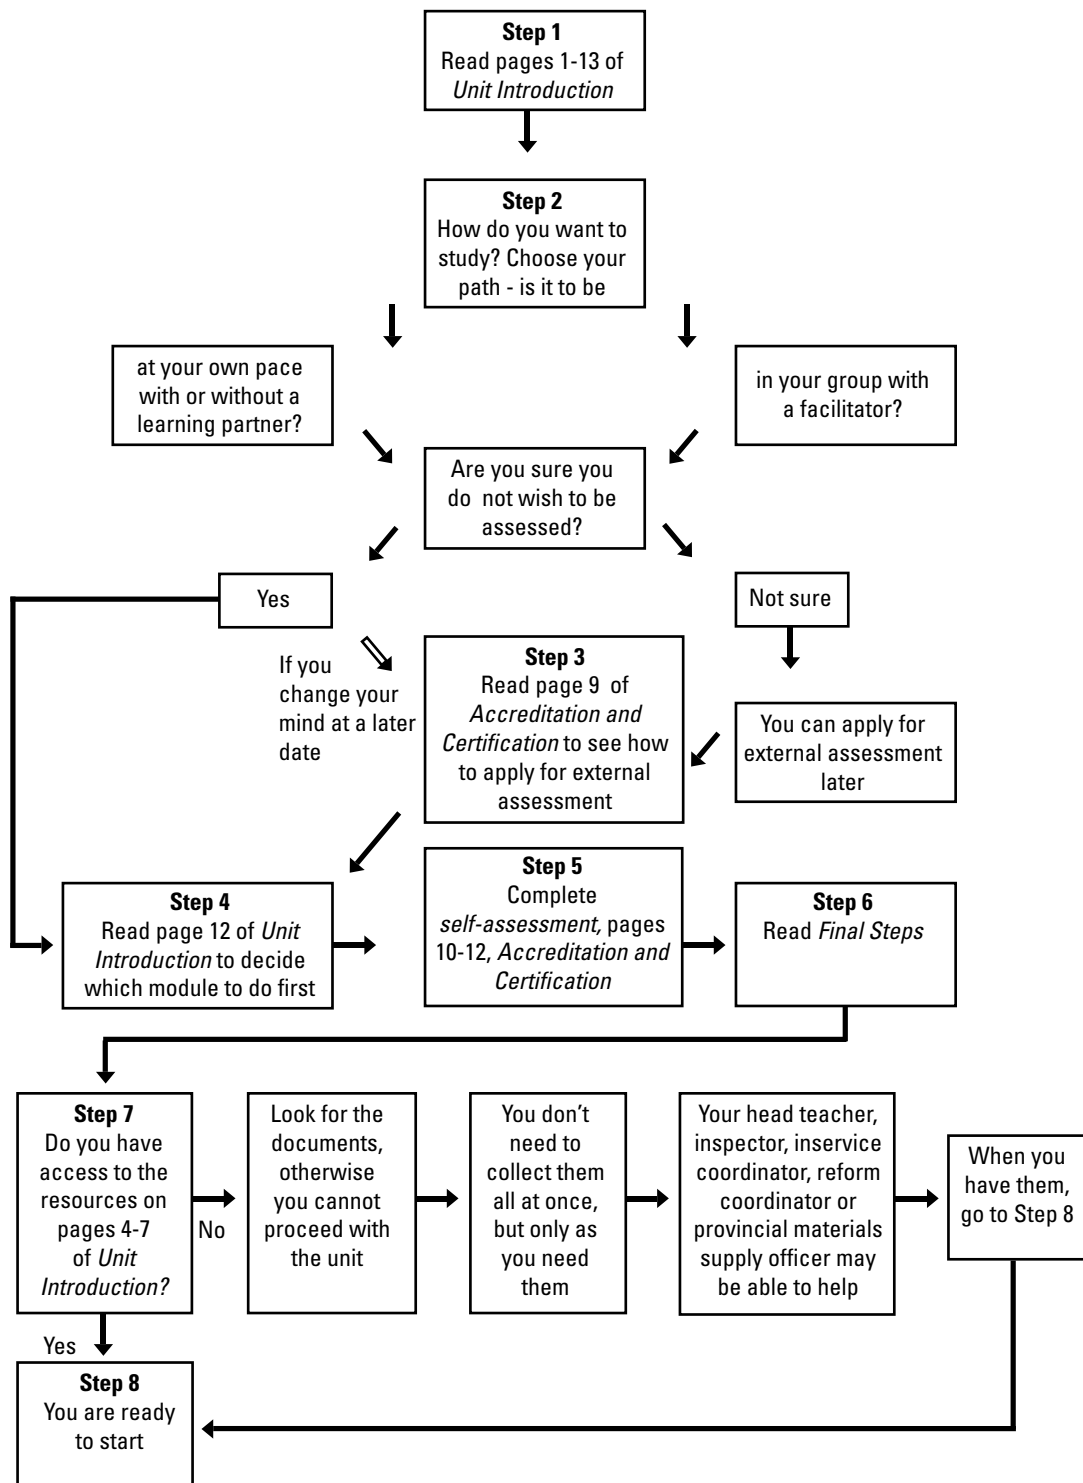 Step 1
Read pages 1-13 of
Unit Introduction
Step 2
How do you want to
study? Choose your
path - is it to be
at your own pace
with or without a
learning partner?
in your group with
a facilitator?
Are you sure you
do not wish to be
assessed?
Yes
Not sure
If you
change your
mind at a later
date
Step 3
Read page 9 of
Accreditation and
Certification to see how
to apply for external
assessment
You can apply for
external assessment
later
Step 4
Read page 12 of Unit
Introduction to decide
which module to do first
Step 5
Complete
self-assessment, pages
10-12, Accreditation and
Certification
Step 6
Read Final Steps
Step 7
Do you have
access to the
resources on
pages 4-7
of Unit
Introduction?
No
Look for the
documents,
otherwise
you cannot
proceed with
the unit
You don't
need to
collect them
all at once,
but only as
you need
them
Your head teacher,
inspector, inservice
coordinator, reform
coordinator or
provincial materials
supply officer may
be able to help
When you
have them,
go to Step 8
Yes
Step 8
You are ready
to start